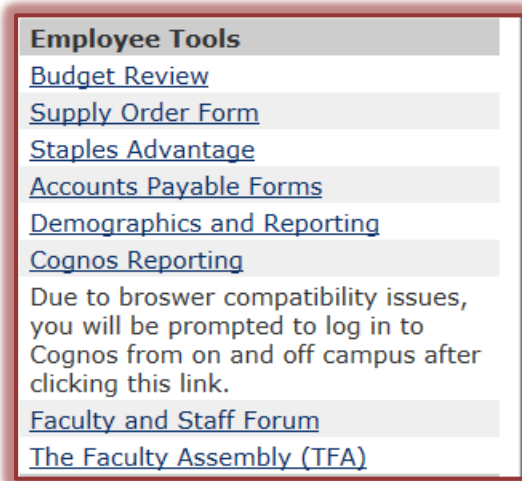 Employee Tools
Budget Review
Supply Order Form
Staples Advantage
Accounts Payable Forms
Demographics and Reporting
Cognos Reporting
Due to broswer compatibility issues,
you will be prompted to log in to
Cognos from on and off campus after
clicking this link.
Faculty and Staff Forum
The Faculty Assembly (TFA)